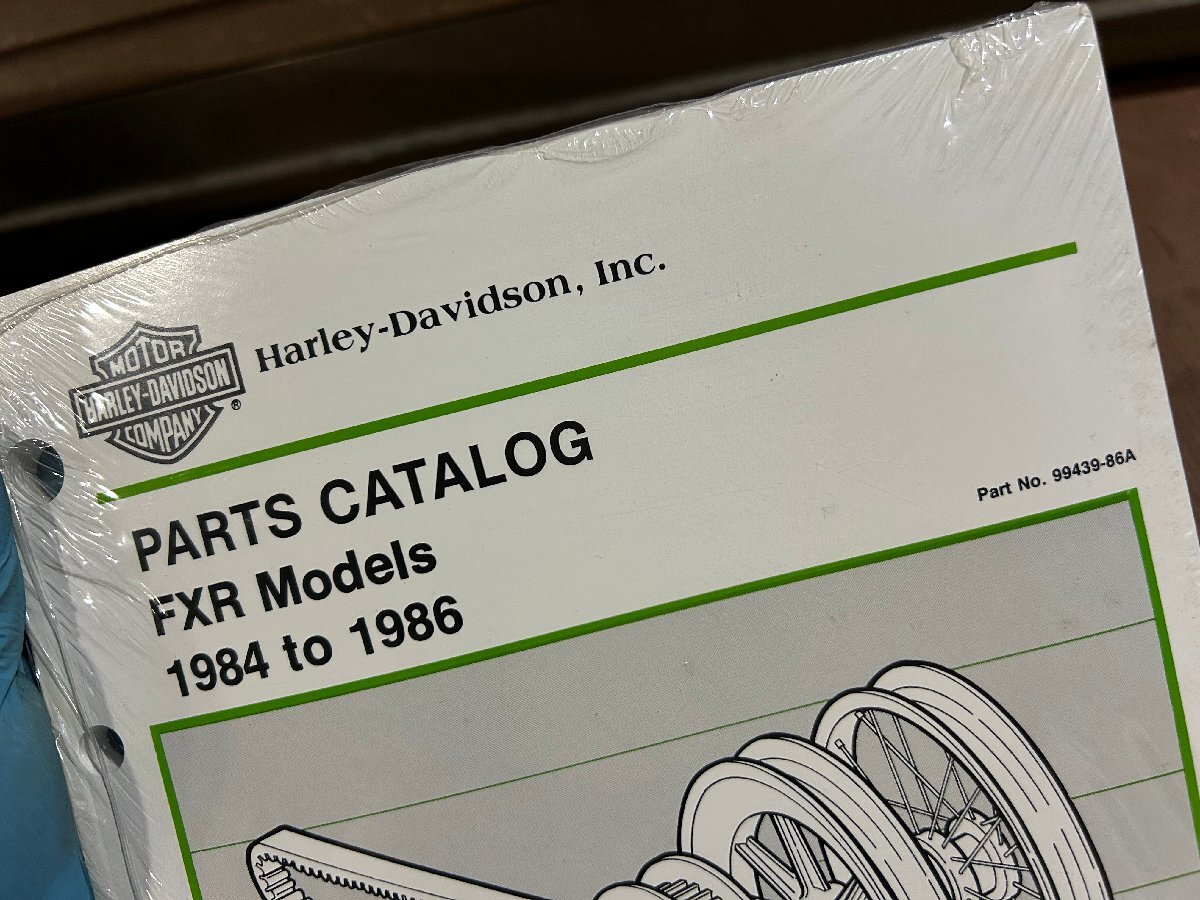 MOTOR
HARLEY-DAVIDSON
COMPANY
®
Harley-Davidson, Inc.
PARTS CATALOG
FXR Models
1984 to 1986
Part No. 99439-86A